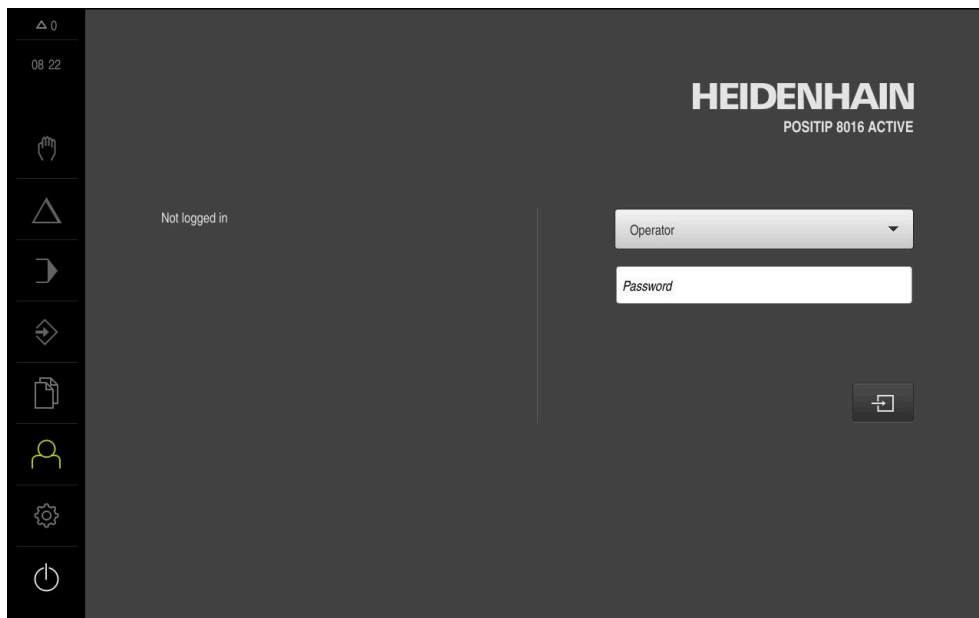 0
08 22
HEIDENHAIN
POSITIP 8016 ACTIVE
Not logged in
Operator
Password